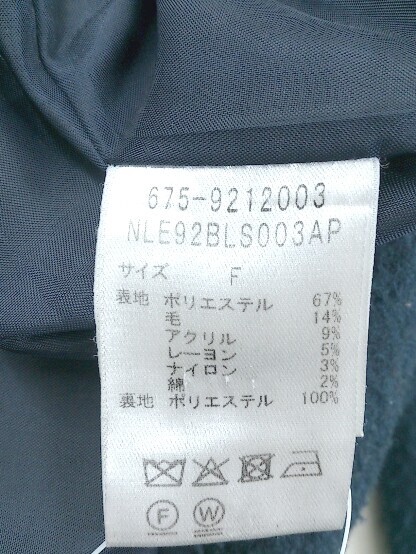 675-9212003
NLE92BLS003AP
サイズ F
表地 ポリエステル 67%
毛 14%
アクリル 9%
レーヨン 5%
ナイロン 3%
綿 2%
裏地 ポリエステル 100%
F W